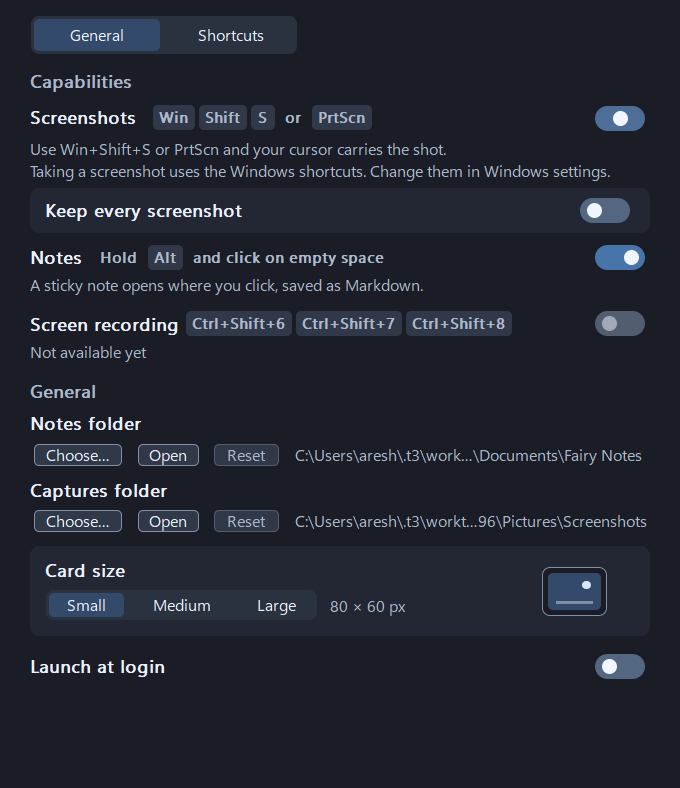 General Shortcuts
Capabilities
Screenshots Win Shift S or PrtScn
Use Win+Shift+S or PrtScn and your cursor carries the shot.
Taking a screenshot uses the Windows shortcuts. Change them in Windows settings.
Keep every screenshot
Notes Hold Alt and click on empty space
A sticky note opens where you click, saved as Markdown.
Screen recording Ctrl+Shift+6 Ctrl+Shift+7 Ctrl+Shift+8
Not available yet
General
Notes folder
Choose... Open Reset C:\Users\aresh\.t3\work...\Documents\Fairy Notes
Captures folder
Choose... Open Reset C:\Users\aresh\.t3\workt...96\Pictures\Screenshots
Card size
Small Medium Large 80 × 60 px
Launch at login